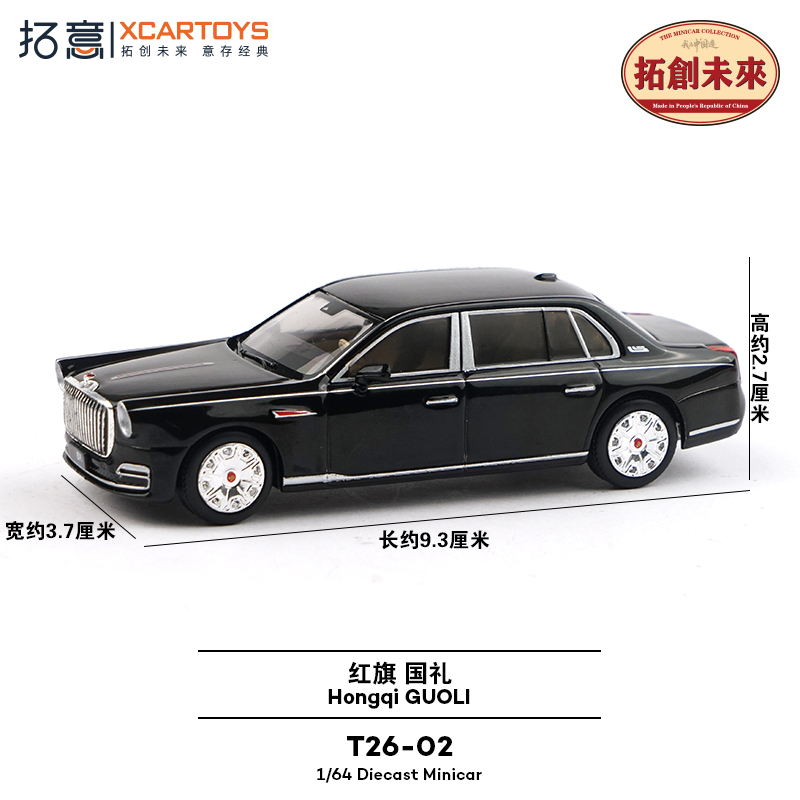 拓意
XCARTOYS
拓创未来 意存经典
THE MINICAR COLLECTION
拓創未來
Made in People's Republic of China
高约2.7厘米
宽约3.7厘米
长约9.3厘米
红旗 国礼
Hongqi GUOLI
T26-02
1/64 Diecast Minicar